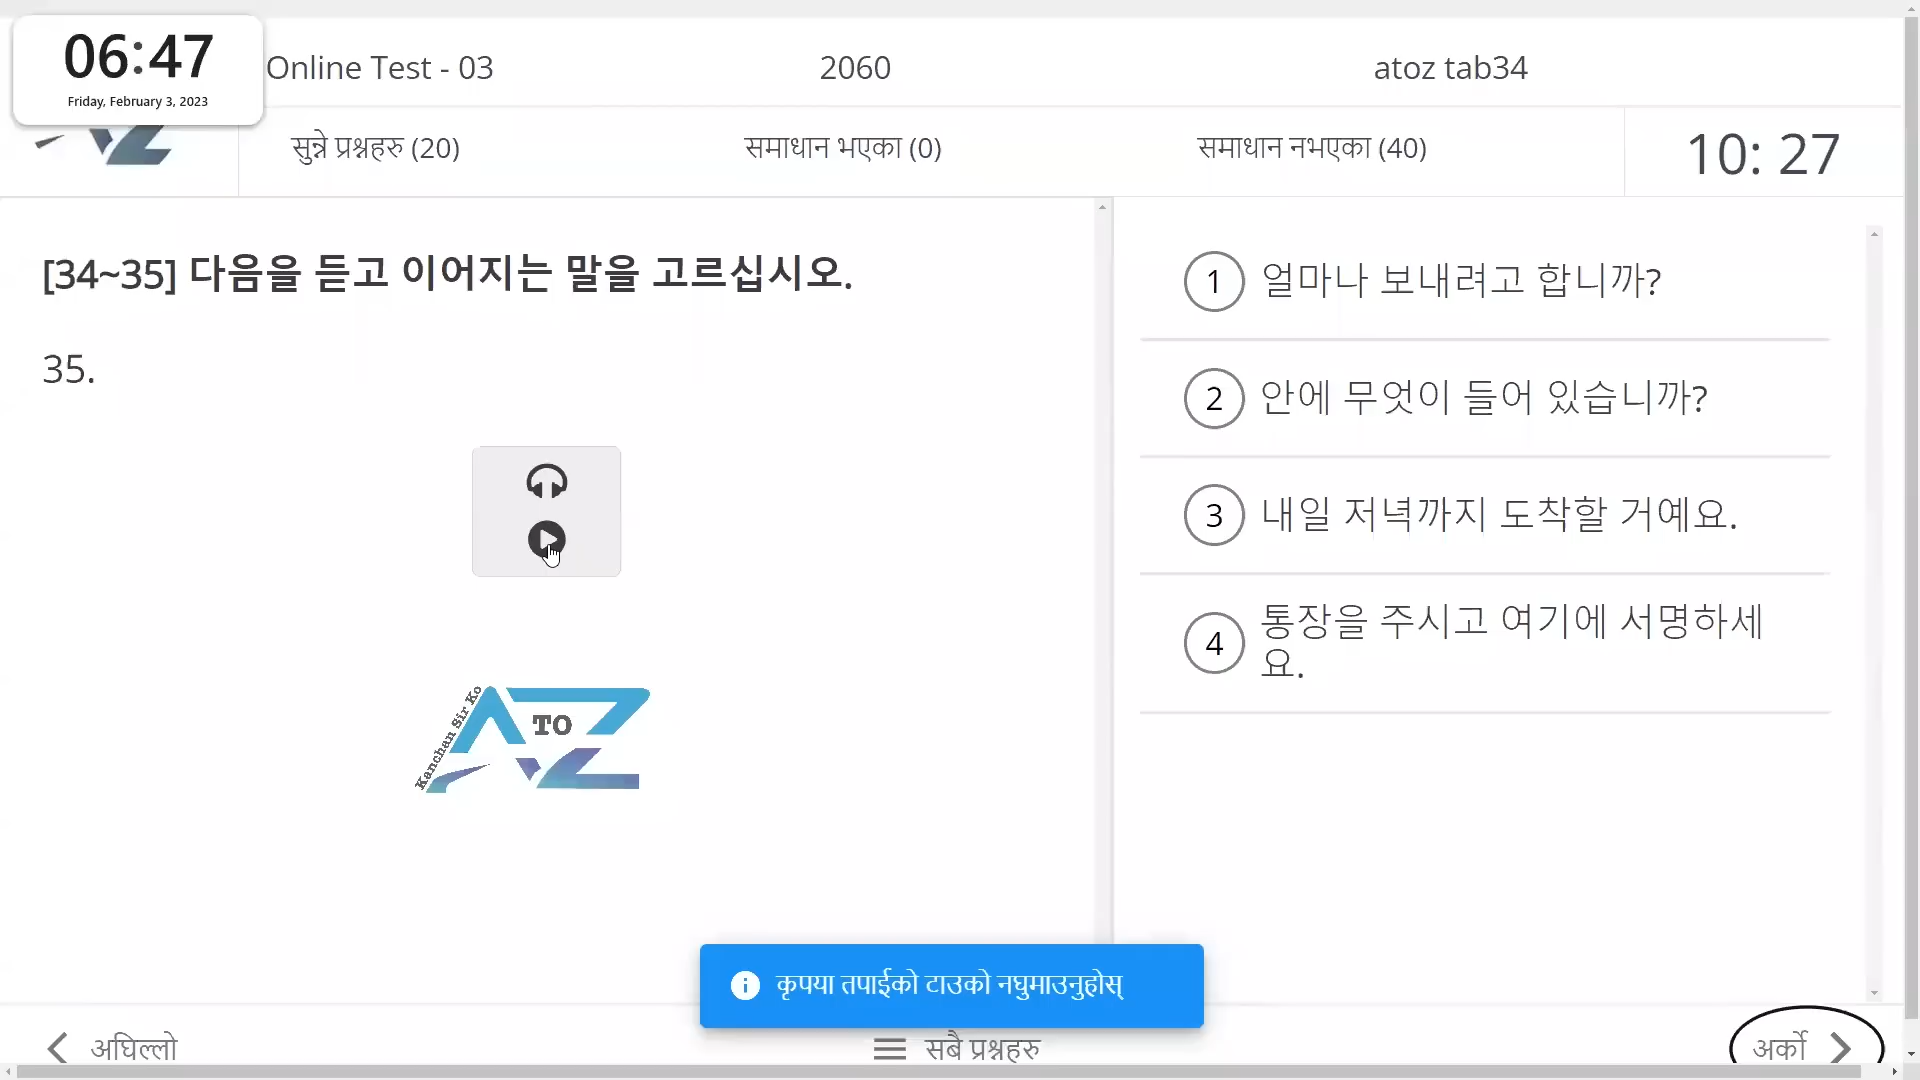 06:47
Friday, February 3, 2023
Online Test - 03
2060
atoz tab34
सुन्ने प्रश्नहरु (20)
समाधान भएका (0)
समाधान नभएका (40)
10: 27
[34~35] 다음을 듣고 이어지는 말을 고르십시오.
35.
Kanchan Sir Ko
A TO Z
1 얼마나 보내려고 합니까?
2 안에 무엇이 들어 있습니까?
3 내일 저녁까지 도착할 거예요.
4 통장을 주시고 여기에 서명하세
요.
कृपया तपाईको टाउको नघुमाउनुहोस्
अघिल्लो
सबै प्रश्नहरु
अर्को